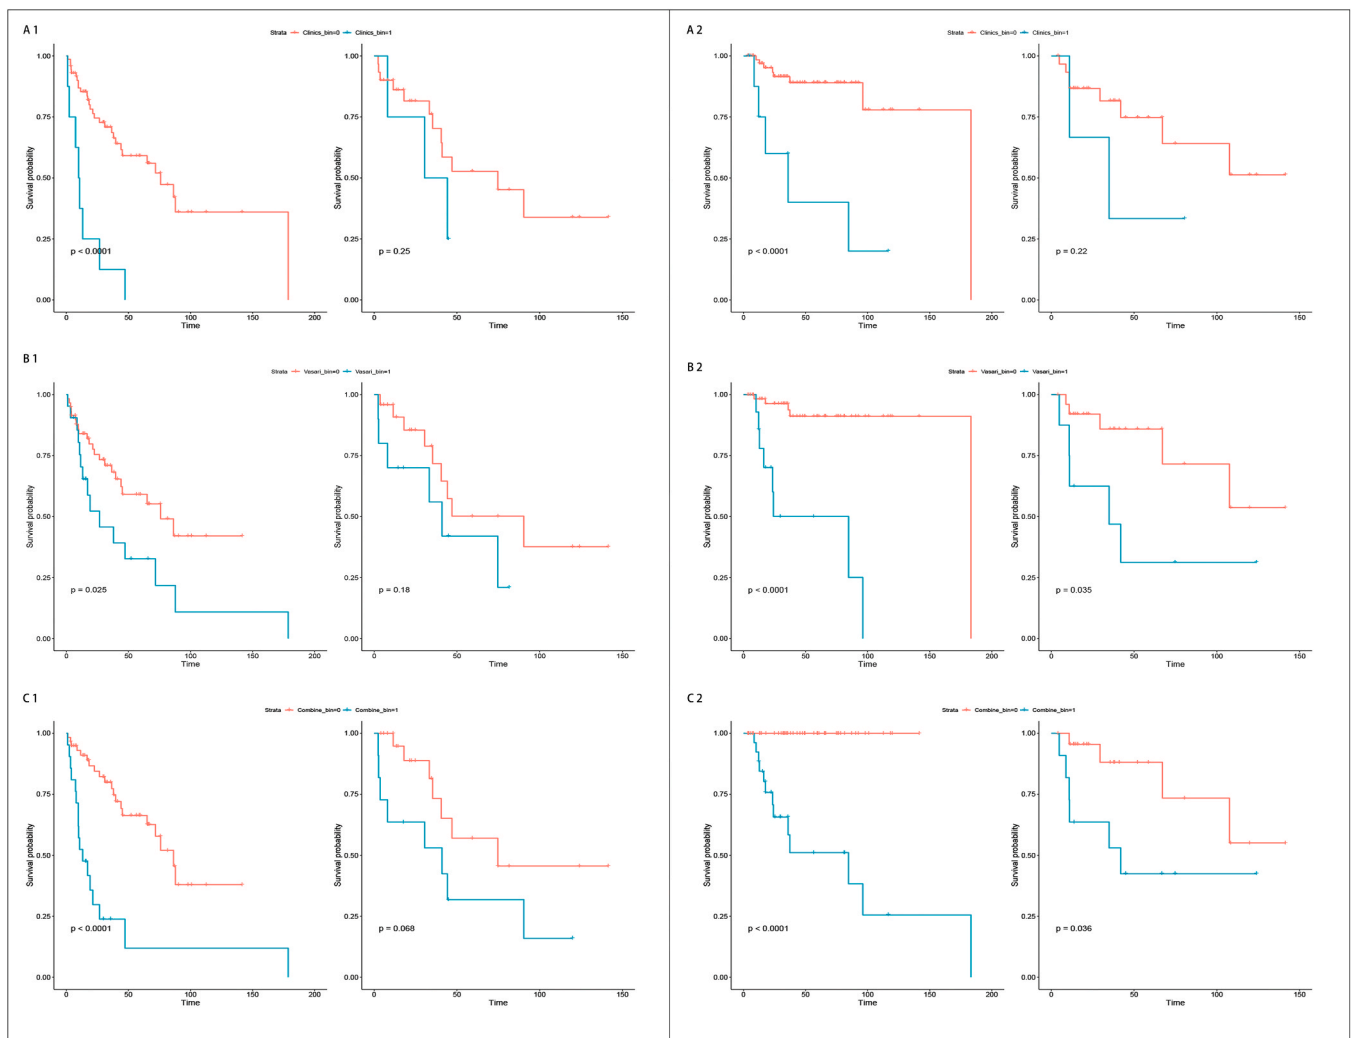 A 1
Strata Clinics_bin=0 Clinics_bin=1
Survival probability
1.00
0.75
0.50
0.25
0.00
p < 0.0001
0 50 100 150 200
Time
Survival probability
1.00
0.75
0.50
0.25
0.00
p = 0.25
0 50 100 150
Time
A 2
Strata Clinics_bin=0 Clinics_bin=1
Survival probability
1.00
0.75
0.50
0.25
0.00
p < 0.0001
0 50 100 150 200
Time
Survival probability
1.00
0.75
0.50
0.25
0.00
p = 0.22
0 50 100 150
Time
B 1
Strata Vasari_bin=0 Vasari_bin=1
Survival probability
1.00
0.75
0.50
0.25
0.00
p = 0.025
0 50 100 150 200
Time
Survival probability
1.00
0.75
0.50
0.25
0.00
p = 0.18
0 50 100 150
Time
B 2
Strata Vasari_bin=0 Vasari_bin=1
Survival probability
1.00
0.75
0.50
0.25
0.00
p < 0.0001
0 50 100 150 200
Time
Survival probability
1.00
0.75
0.50
0.25
0.00
p = 0.035
0 50 100 150
Time
C 1
Strata Combine_bin=0 Combine_bin=1
Survival probability
1.00
0.75
0.50
0.25
0.00
p < 0.0001
0 50 100 150 200
Time
Survival probability
1.00
0.75
0.50
0.25
0.00
p = 0.068
0 50 100 150
Time
C 2
Strata Combine_bin=0 Combine_bin=1
Survival probability
1.00
0.75
0.50
0.25
0.00
p < 0.0001
0 50 100 150 200
Time
Survival probability
1.00
0.75
0.50
0.25
0.00
p = 0.036
0 50 100 150
Time